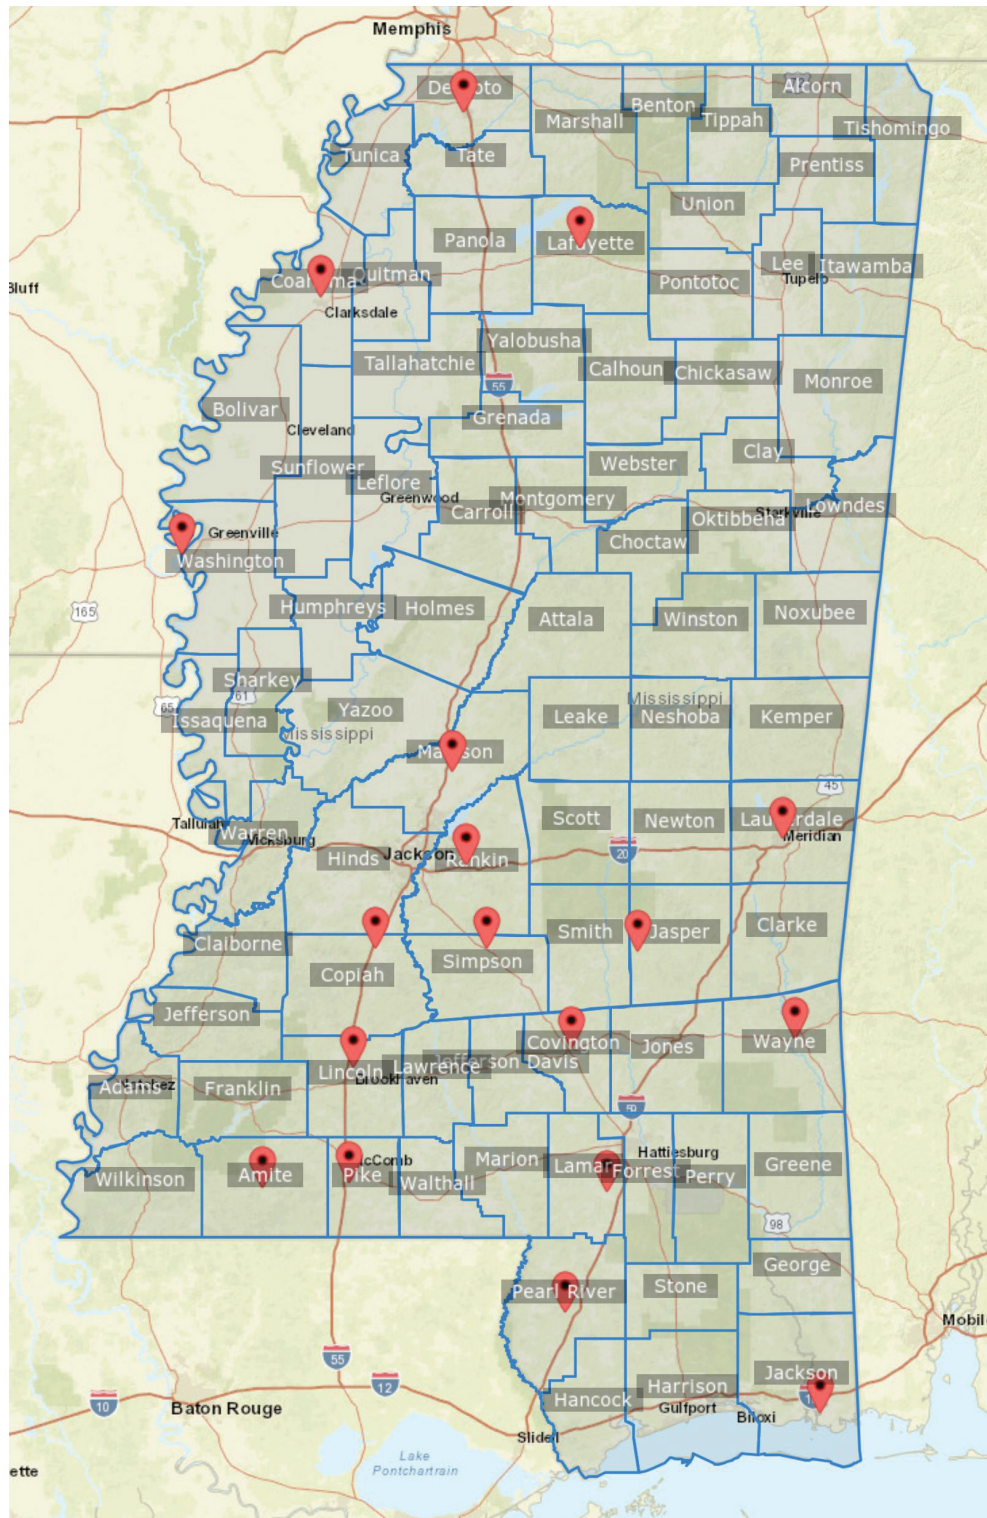 Memphis
DeSoto
Alcorn
Benton
Marshall
Tippah
Tishomingo
Tunica
Tate
Prentiss
Union
Panola
Lafayette
Lee
Itawamba
Coahoma
Quitman
Pontotoc
Tupelo
Bluff
Clarksdale
Yalobusha
Tallahatchie
Calhoun
Chickasaw
Monroe
55
Bolivar
Grenada
Cleveland
Clay
Sunflower
Webster
Leflore
Greenwood
Montgomery
Carroll
Lowndes
Starkville
Oktibbeha
Greenville
Choctaw
Washington
165
Humphreys
Holmes
Attala
Winston
Noxubee
Sharkey
61
Mississippi
65
Issaquena
Yazoo
Leake
Neshoba
Kemper
Mississippi
Madison
45
Tallulah
Warren
Vicksburg
Scott
Newton
Lauderdale
Meridian
Hinds
Jackson
Rankin
20
Claiborne
Simpson
Smith
Jasper
Clarke
Copiah
Jefferson
Covington
Jones
Wayne
Lincoln
Lawrence
Jefferson Davis
Brookhaven
Adams
Natchez
Franklin
59
Hattiesburg
Wilkinson
Amite
Pike
McComb
Walthall
Marion
Lamar
Forrest
Perry
Greene
98
Pearl River
Stone
George
Mobil
55
12
10
Baton Rouge
Hancock
Harrison
Jackson
Gulfport
Biloxi
Slidell
Lake
Pontchartrain
ette